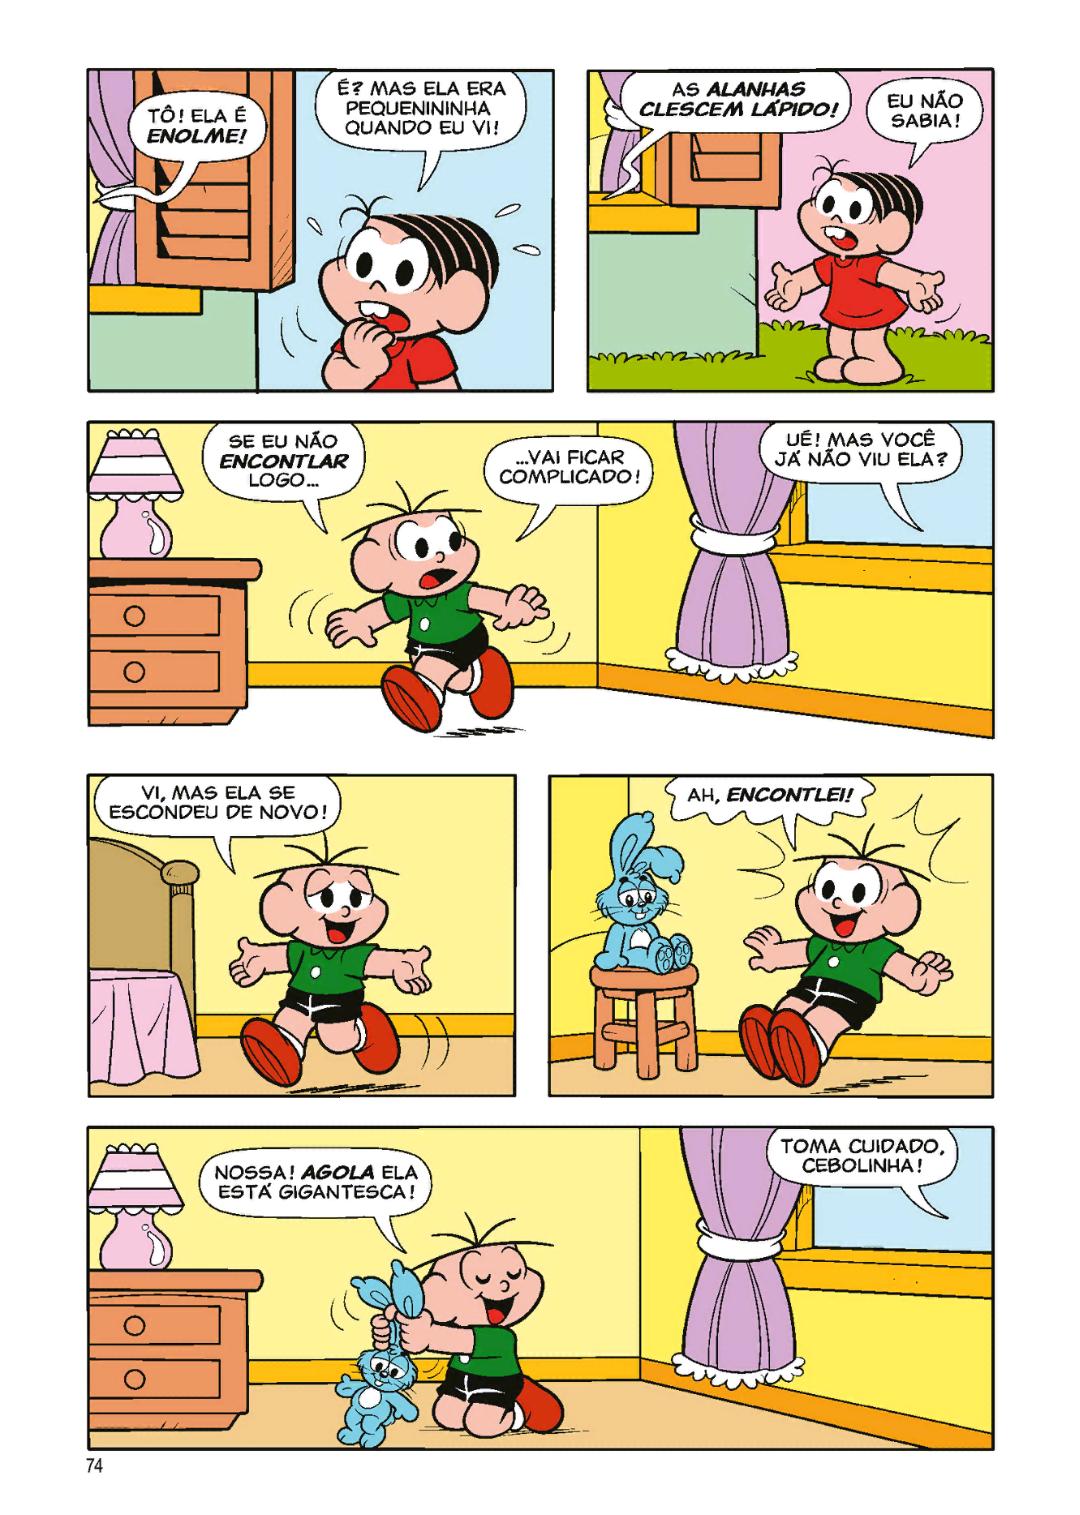 TÔ! ELA É
ENOLME!
É? MAS ELA ERA
PEQUENININHA
QUANDO EU VI!
AS ALANHAS
CLESCEM LÁPIDO!
EU NÃO
SABIA!
SE EU NÃO
ENCONTLAR
LOGO...
...VAI FICAR
COMPLICADO!
UÉ! MAS VOCÊ
JÁ NÃO VIU ELA?
VI, MAS ELA SE
ESCONDEU DE NOVO!
AH, ENCONTLEI!
NOSSA! AGOLA ELA
ESTÁ GIGANTESCA!
TOMA CUIDADO,
CEBOLINHA!
74